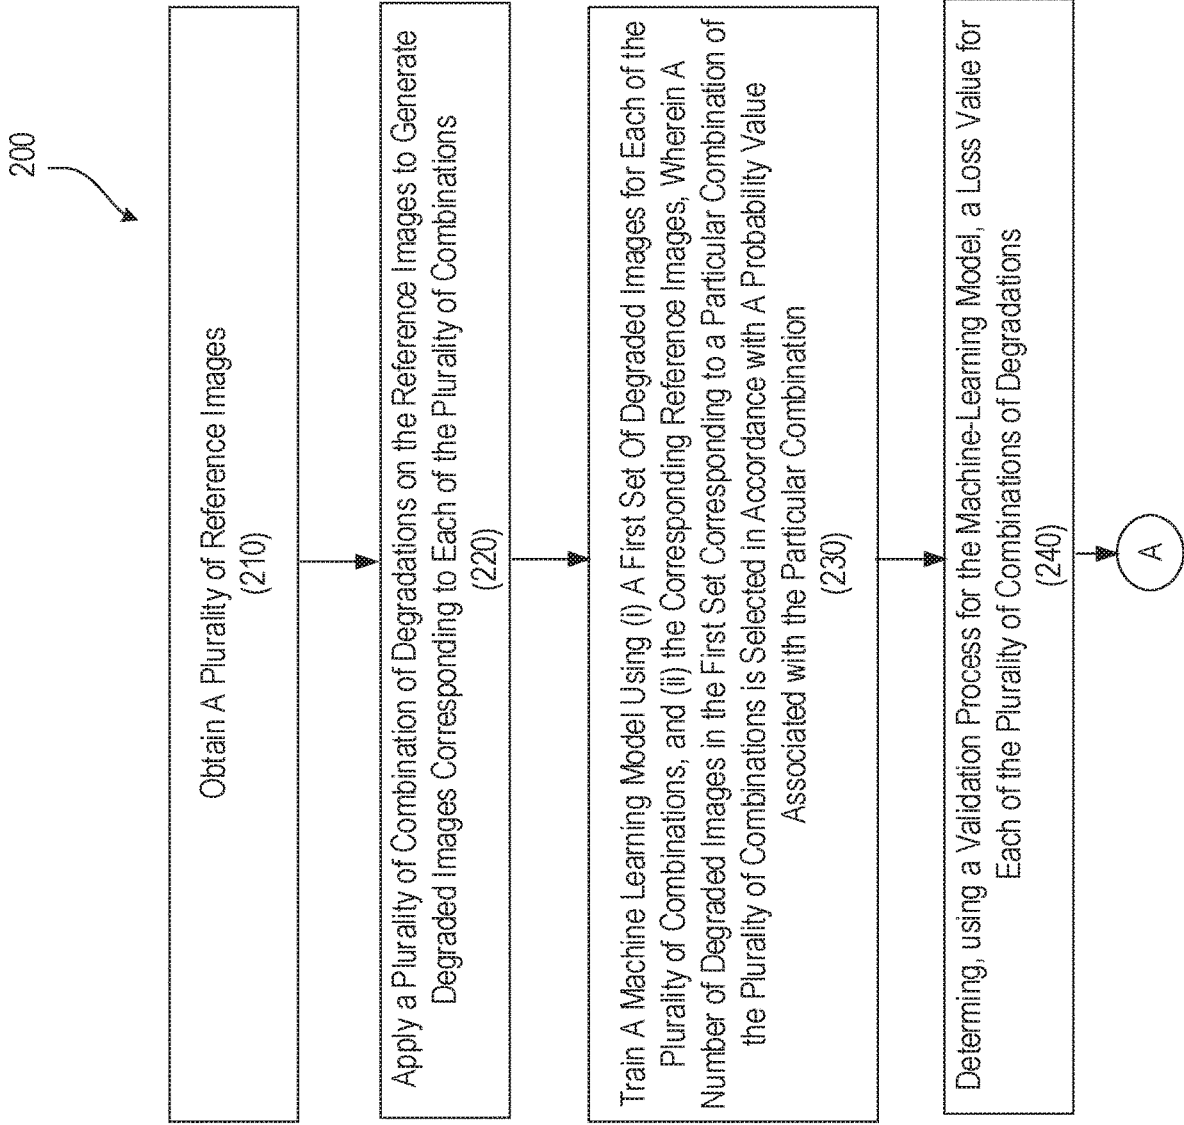 200
Obtain A Plurality of Reference Images
(210)
Apply a Plurality of Combination of Degradations on the Reference Images to Generate
Degraded Images Corresponding to Each of the Plurality of Combinations
(220)
Train A Machine Learning Model Using (i) A First Set Of Degraded Images for Each of the
Plurality of Combinations, and (ii) the Corresponding Reference Images, Wherein A
Number of Degraded Images in the First Set Corresponding to a Particular Combination of
the Plurality of Combinations is Selected in Accordance with A Probability Value
Associated with the Particular Combination
(230)
Determining, using a Validation Process for the Machine-Learning Model, a Loss Value for
Each of the Plurality of Combinations of Degradations
(240)
A